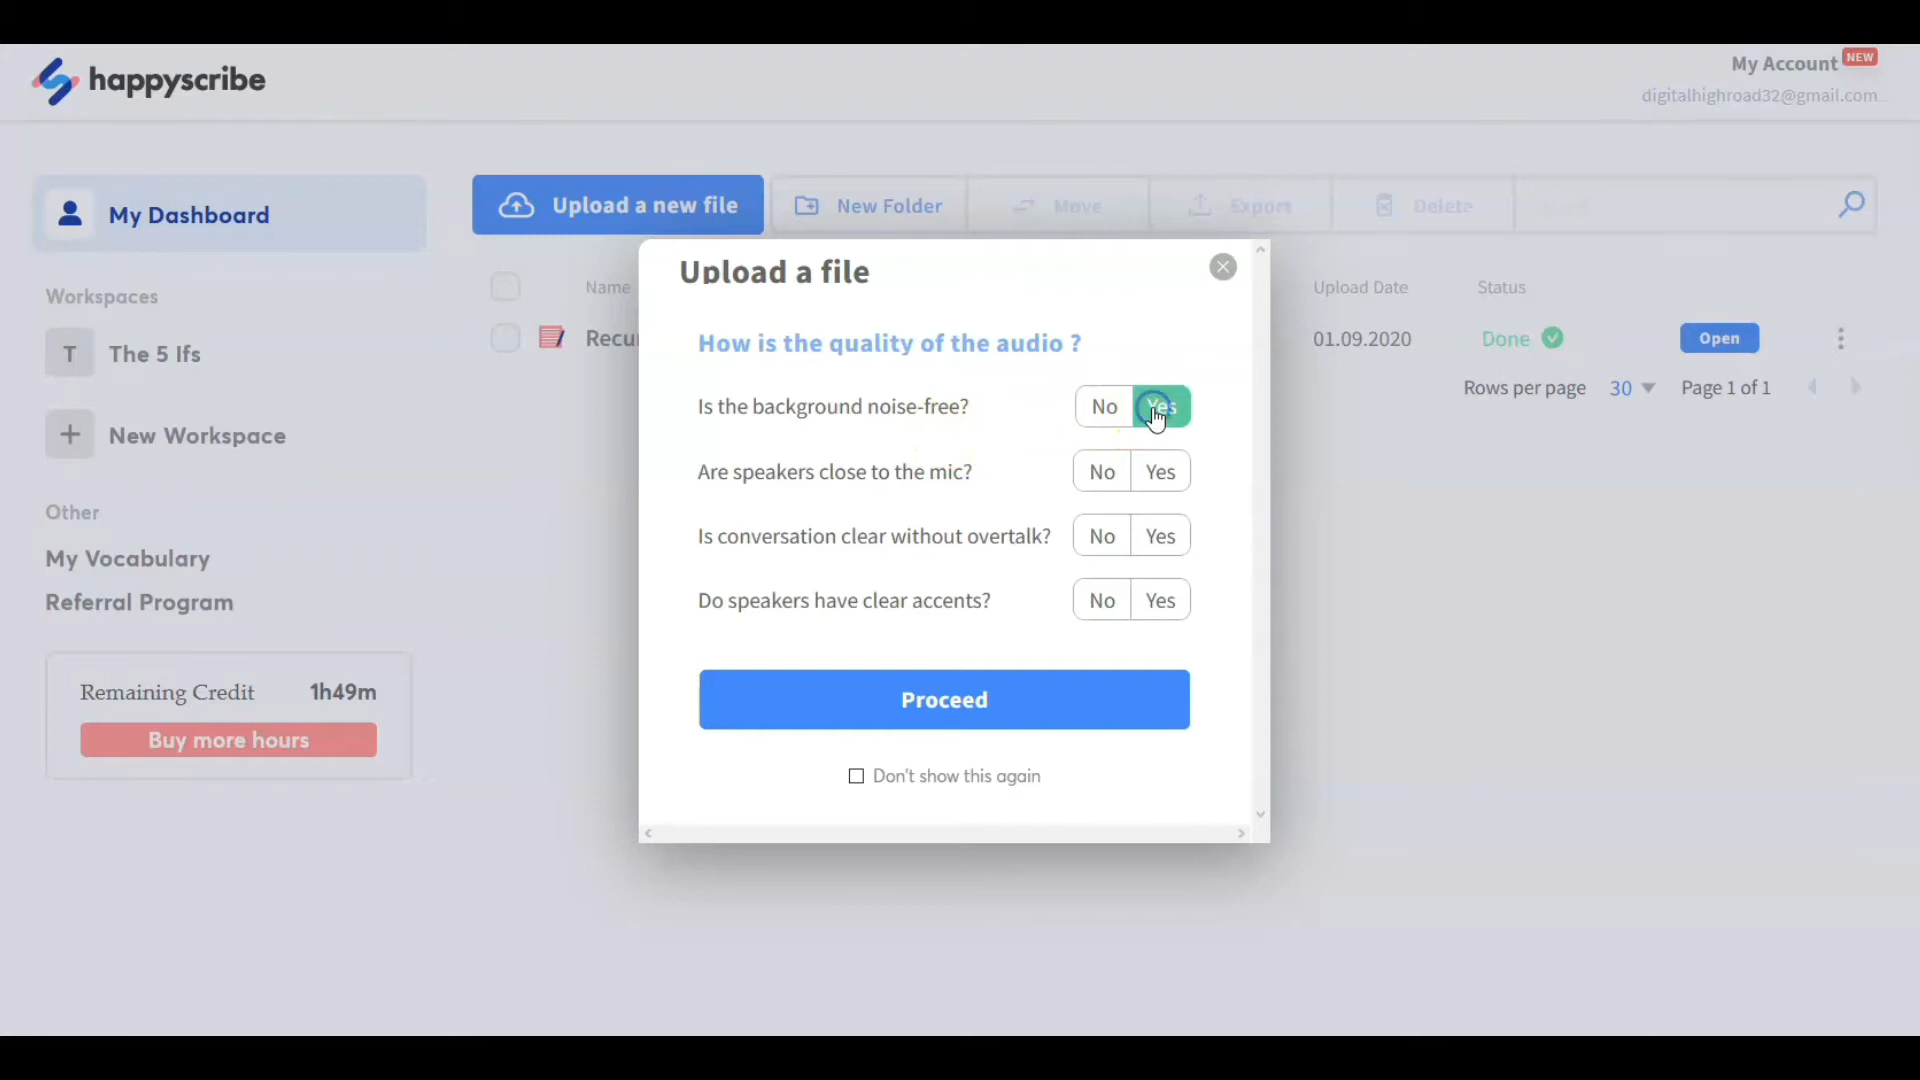 happyscribe
My Account NEW
digitalhighroad32@gmail.com
My Dashboard
Upload a new file
New Folder
Move
Export
Delete
Workspaces
T The 5 Ifs
New Workspace
Other
My Vocabulary
Referral Program
Remaining Credit 1h49m
Buy more hours
Name
Upload Date
Status
Recu
01.09.2020
Done
Open
Rows per page 30
Page 1 of 1
Upload a file
How is the quality of the audio ?
Is the background noise-free? No Yes
Are speakers close to the mic? No Yes
Is conversation clear without overtalk? No Yes
Do speakers have clear accents? No Yes
Proceed
Don't show this again